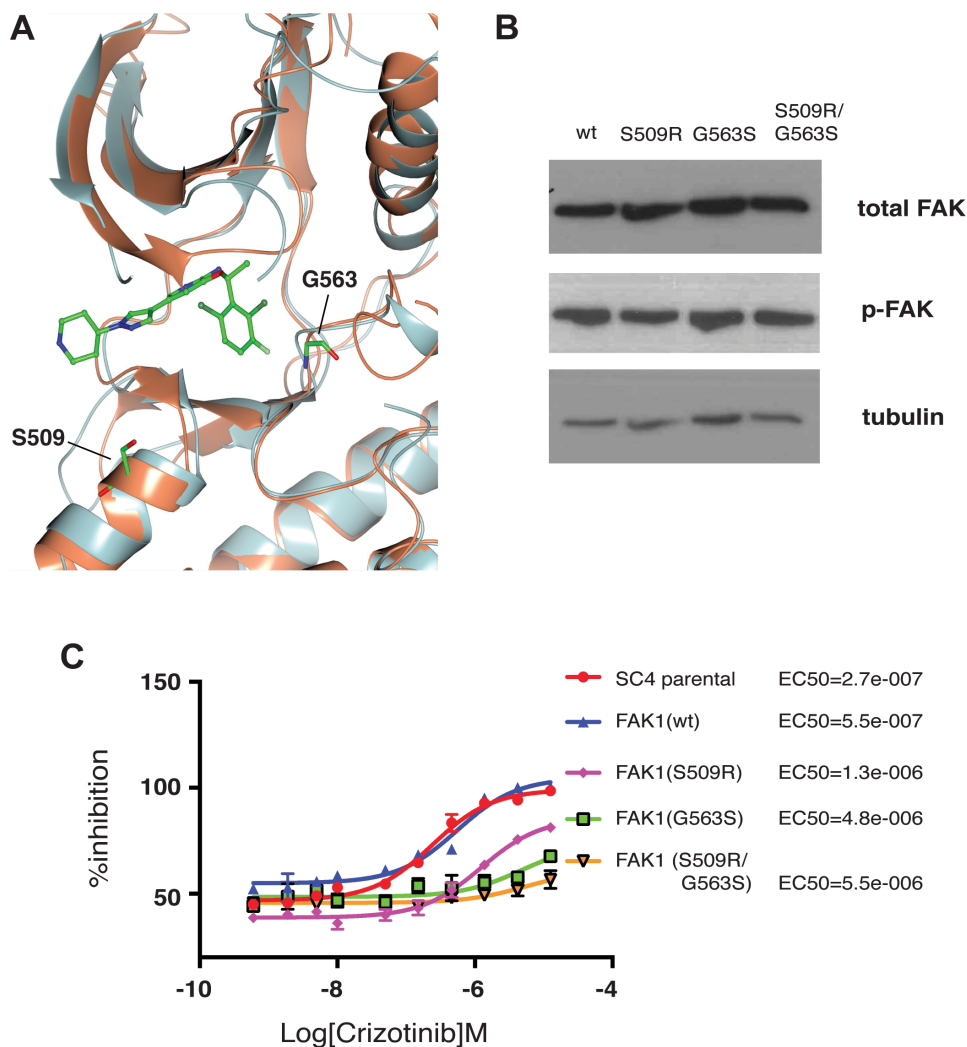 A
G563
S509
B
wt S509R G563S S509R/
G563S
total FAK
p-FAK
tubulin
C
150
100
50
%inhibition
-10 -8 -6 -4
Log[Crizotinib]M
SC4 parental EC50=2.7e-007
FAK1(wt) EC50=5.5e-007
FAK1(S509R) EC50=1.3e-006
FAK1(G563S) EC50=4.8e-006
FAK1 (S509R/
G563S) EC50=5.5e-006